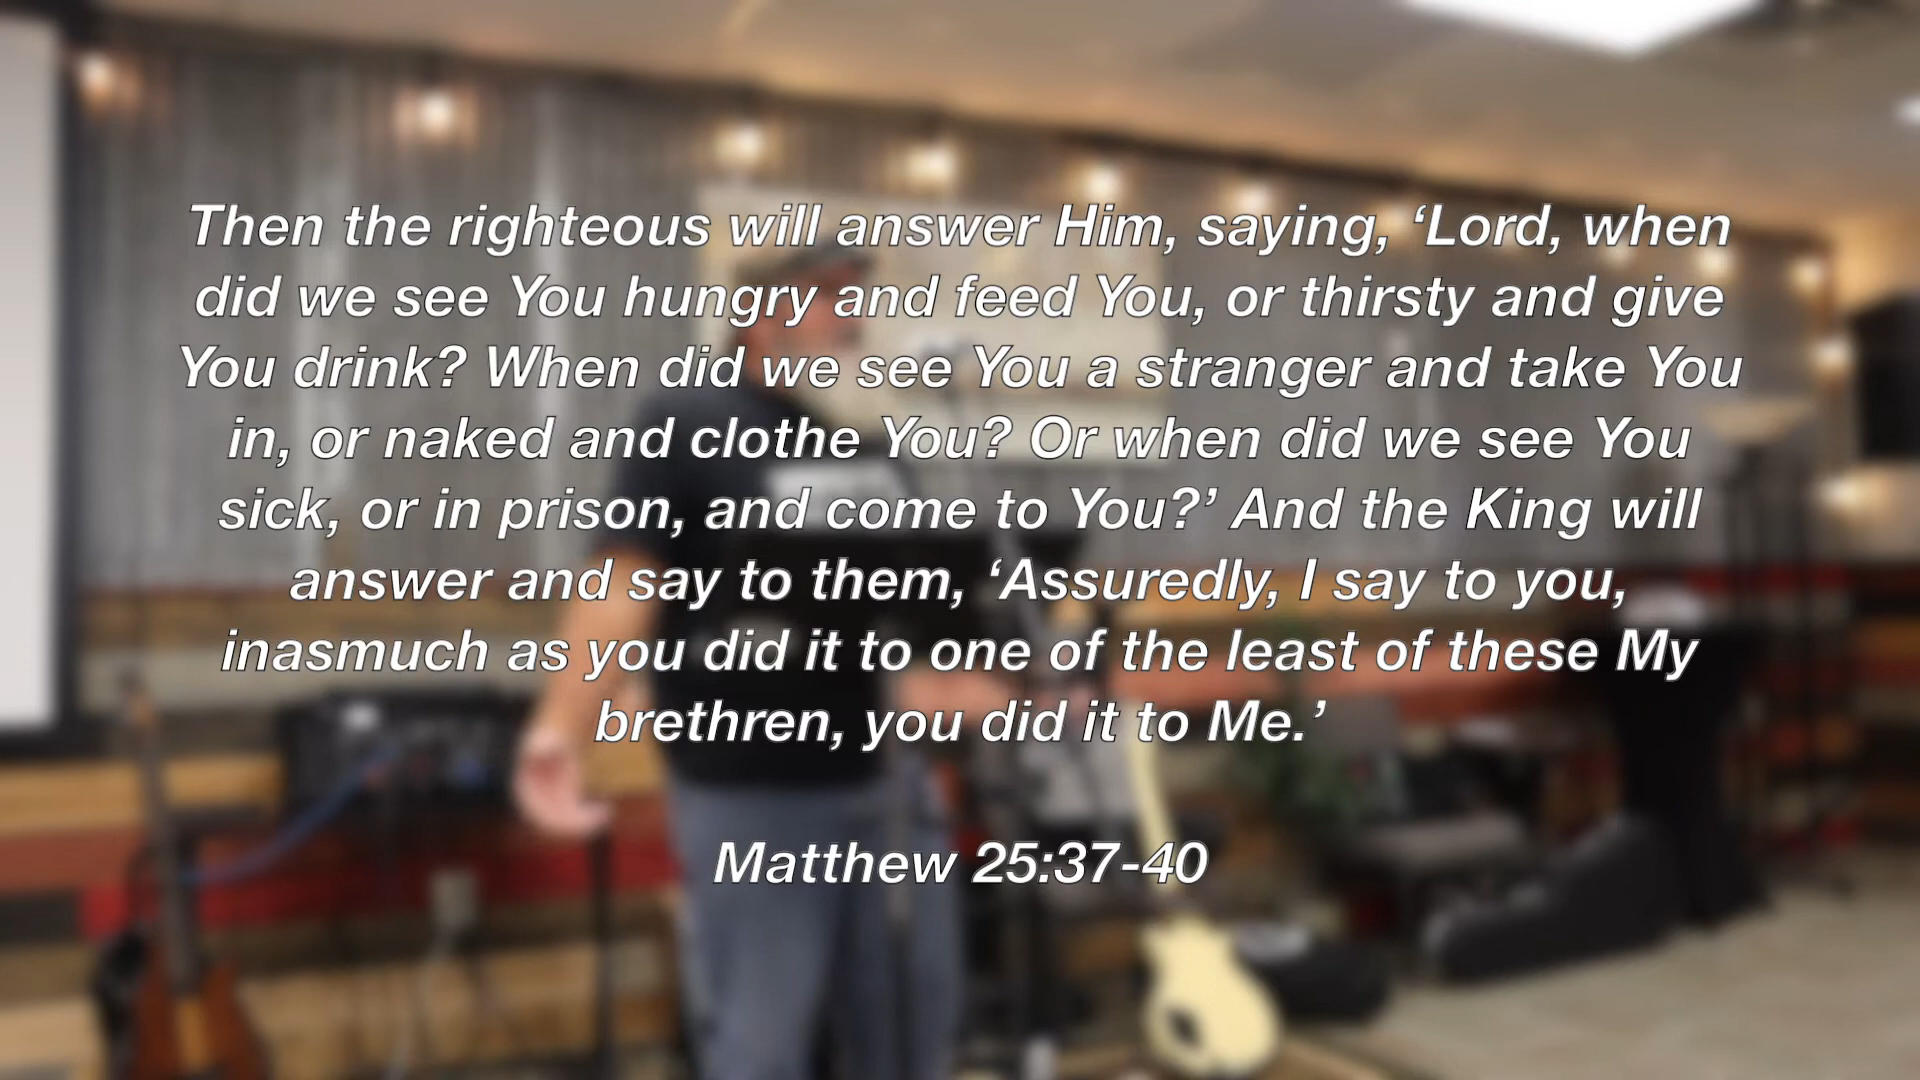 Then the righteous will answer Him, saying, ‘Lord, when
did we see You hungry and feed You, or thirsty and give
You drink? When did we see You a stranger and take You
in, or naked and clothe You? Or when did we see You
sick, or in prison, and come to You?’ And the King will
answer and say to them, ‘Assuredly, I say to you,
inasmuch as you did it to one of the least of these My
brethren, you did it to Me.’
Matthew 25:37-40